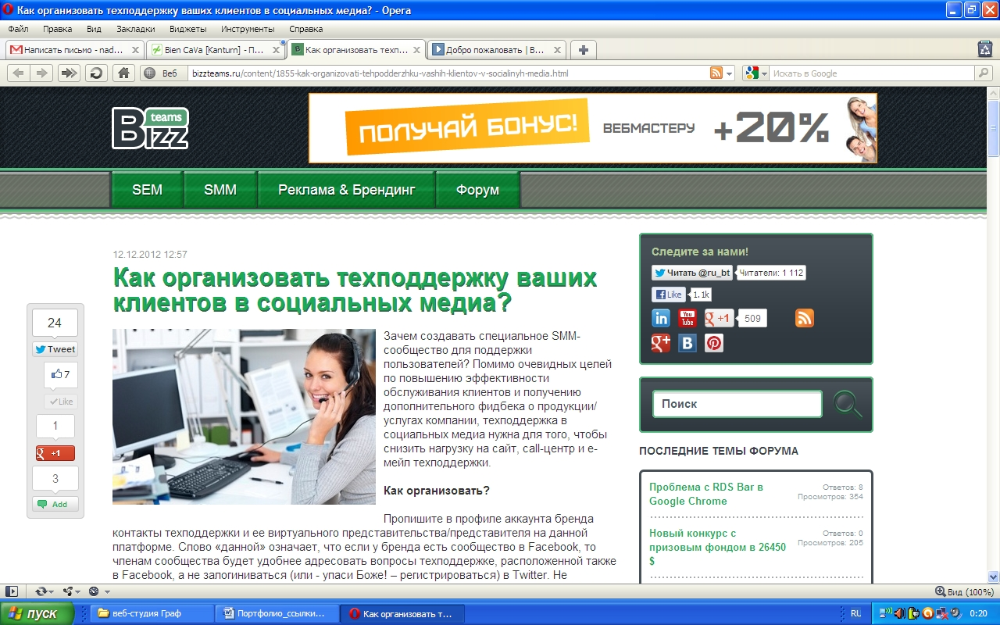 Как организовать техподдержку ваших клиентов в социальных медиа? - Opera
Файл Правка Вид Закладки Виджеты Инструменты Справка
Написать письмо - nad...
Bien CaVa [Kanturn] - П...
Как организовать техп...
Добро пожаловать | В...
Веб
bizzteams.ru/content/1855-kak-organizovati-tehpodderzhku-vashih-klientov-v-socialinyh-media.html
Искать в Google
Bizz teams
ПОЛУЧАЙ БОНУС! ВЕБМАСТЕРУ +20%
SEM SMM Реклама & Брендинг Форум
12.12.2012 12:57
Как организовать техподдержку ваших
клиентов в социальных медиа?
24
Tweet
7
Like
1
+1
3
Add
Зачем создавать специальное SMM-
сообщество для поддержки
пользователей? Помимо очевидных целей
по повышению эффективности
обслуживания клиентов и получению
дополнительного фидбека о продукции/
услугах компании, техподдержка в
социальных медиа нужна для того, чтобы
снизить нагрузку на сайт, call-центр и е-
мейл техподдержки.
Как организовать?
Пропишите в профиле аккаунта бренда
контакты техподдержки и ее виртуального представительства/представителя на данной
платформе. Слово «данной» означает, что если у бренда есть сообщество в Facebook, то
членам сообщества будет удобнее адресовать вопросы техподдержке, расположенной также
в Facebook, а не залогиниваться (или - упаси Боже! – регистрироваться) в Twitter. Не
Следите за нами!
Читать @ru_bt Читатели: 1 112
Like 1.1k
in You Tube g +1 509
g+ B
Поиск
ПОСЛЕДНИЕ ТЕМЫ ФОРУМА
Проблема с RDS Bar в
Google Chrome
Ответов: 8
Просмотров: 354
Новый конкурс с
призовым фондом в 26450
$
Ответов: 0
Просмотров: 205
Вид (100%)
пуск
веб-студия Граф
Портфолио_ссылки...
Как организовать т...
RU
0:20